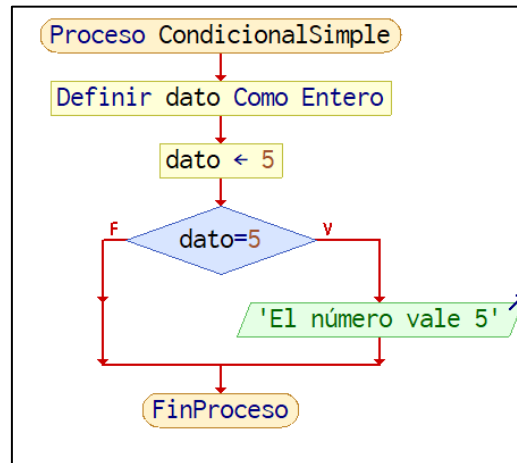 Proceso CondicionalSimple
Definir dato Como Entero
dato ← 5
F
V
dato=5
'El número vale 5'
FinProceso